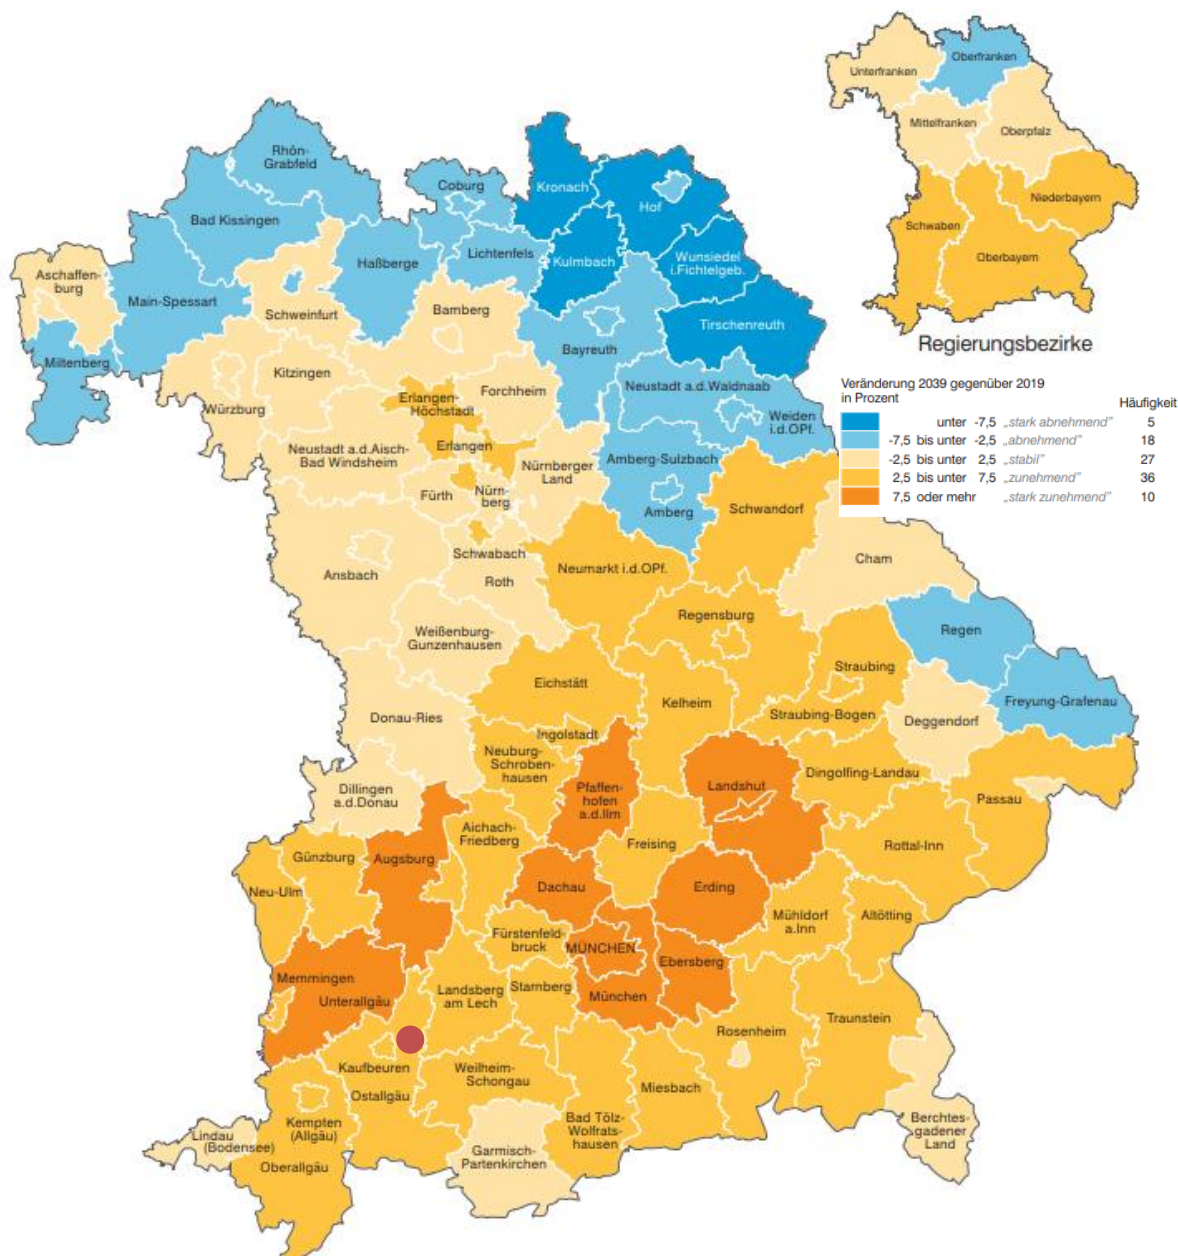 Oberfranken
Unterfranken
Mittelfranken
Oberpfalz
Niederbayern
Schwaben
Oberbayern
Regierungsbezirke
Veränderung 2039 gegenüber 2019
in Prozent
Häufigkeit
unter -7,5 „stark abnehmend” 5
-7,5 bis unter -2,5 „abnehmend” 18
-2,5 bis unter 2,5 „stabil” 27
2,5 bis unter 7,5 „zunehmend” 36
7,5 oder mehr „stark zunehmend” 10
Rhön-
Grabfeld
Coburg
Kronach
Hof
Bad Kissingen
Haßberge
Lichtenfels
Kulmbach
Wunsiedel
i.Fichtelgeb.
Aschaffen-
burg
Main-Spessart
Schweinfurt
Bamberg
Tirschenreuth
Bayreuth
Miltenberg
Kitzingen
Würzburg
Erlangen-
Höchstadt
Forchheim
Neustadt a.d.Waldnaab
Weiden
i.d.OPf.
Neustadt a.d.Aisch-
Bad Windsheim
Erlangen
Nürnberger
Land
Amberg-Sulzbach
Fürth
Nürn-
berg
Amberg
Schwandorf
Schwabach
Ansbach
Roth
Neumarkt i.d.OPf.
Cham
Weißenburg-
Gunzenhausen
Regensburg
Regen
Straubing
Eichstätt
Kelheim
Freyung-Grafenau
Donau-Ries
Straubing-Bogen
Deggendorf
Ingolstadt
Neuburg-
Schroben-
hausen
Dillingen
a.d.Donau
Pfaffen-
hofen
a.d.Ilm
Landshut
Dingolfing-Landau
Passau
Aichach-
Friedberg
Freising
Rottal-Inn
Günzburg
Augsburg
Neu-Ulm
Dachau
Erding
Mühldorf
a.Inn
Altötting
Fürstenfeld-
bruck
MÜNCHEN
Ebersberg
Memmingen
Unterallgäu
Landsberg
am Lech
Starnberg
München
Traunstein
Rosenheim
Kaufbeuren
Ostallgäu
Weilheim-
Schongau
Miesbach
Bad Tölz-
Wolfrats-
hausen
Kempten
(Allgäu)
Lindau
(Bodensee)
Oberallgäu
Garmisch-
Partenkirchen
Berchtes-
gadener
Land